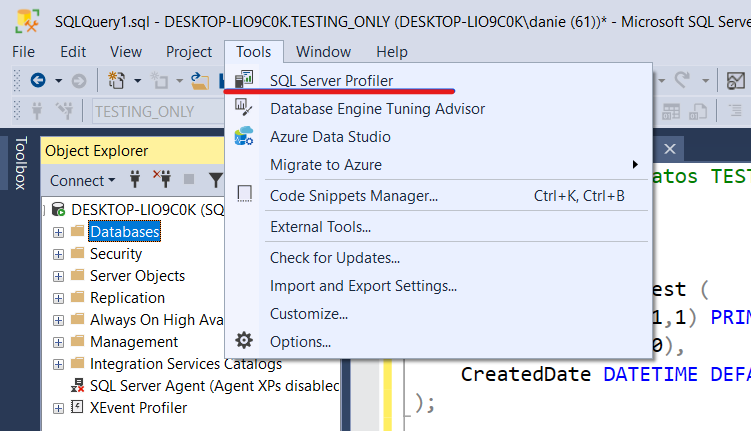 SQLQuery1.sql - DESKTOP-LIO9C0K.TESTING_ONLY (DESKTOP-LIO9C0K\danie (61))* - Microsoft SQL Serve
File Edit View Project Tools Window Help
SQL Server Profiler
Database Engine Tuning Advisor
Azure Data Studio
Migrate to Azure
Code Snippets Manager... Ctrl+K, Ctrl+B
External Tools...
Check for Updates...
Import and Export Settings...
Customize...
Options...
TESTING_ONLY
Toolbox
Object Explorer
Connect
DESKTOP-LIO9C0K (SQ
Databases
Security
Server Objects
Replication
Always On High Ava
Management
Integration Services Catalogs
SQL Server Agent (Agent XPs disabled
XEvent Profiler
atos TEST
est (
1,1) PRIM
0),
CreatedDate DATETIME DEFA
);